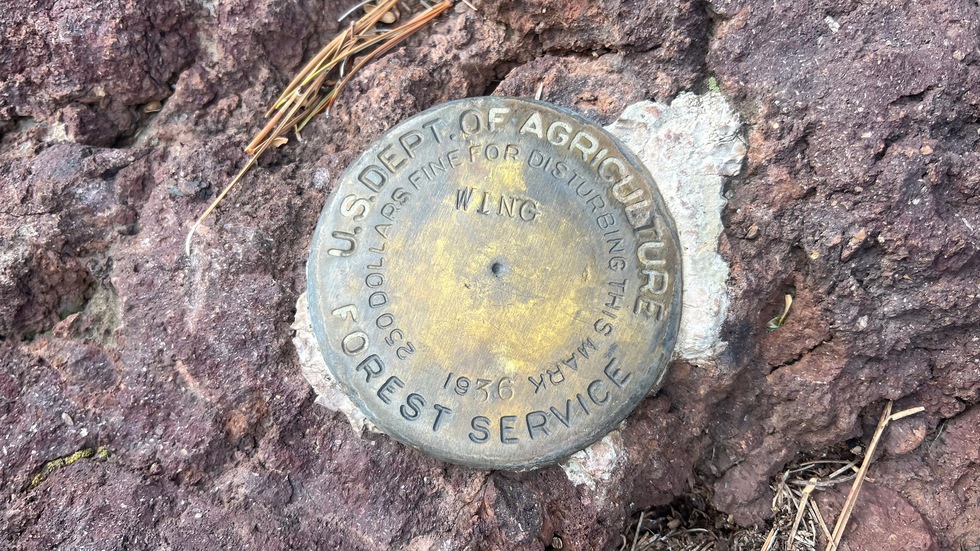 U.S. DEPT. OF AGRICULTURE
250 DOLLARS FINE FOR DISTURBING THIS MARK
WING
1936
FOREST SERVICE